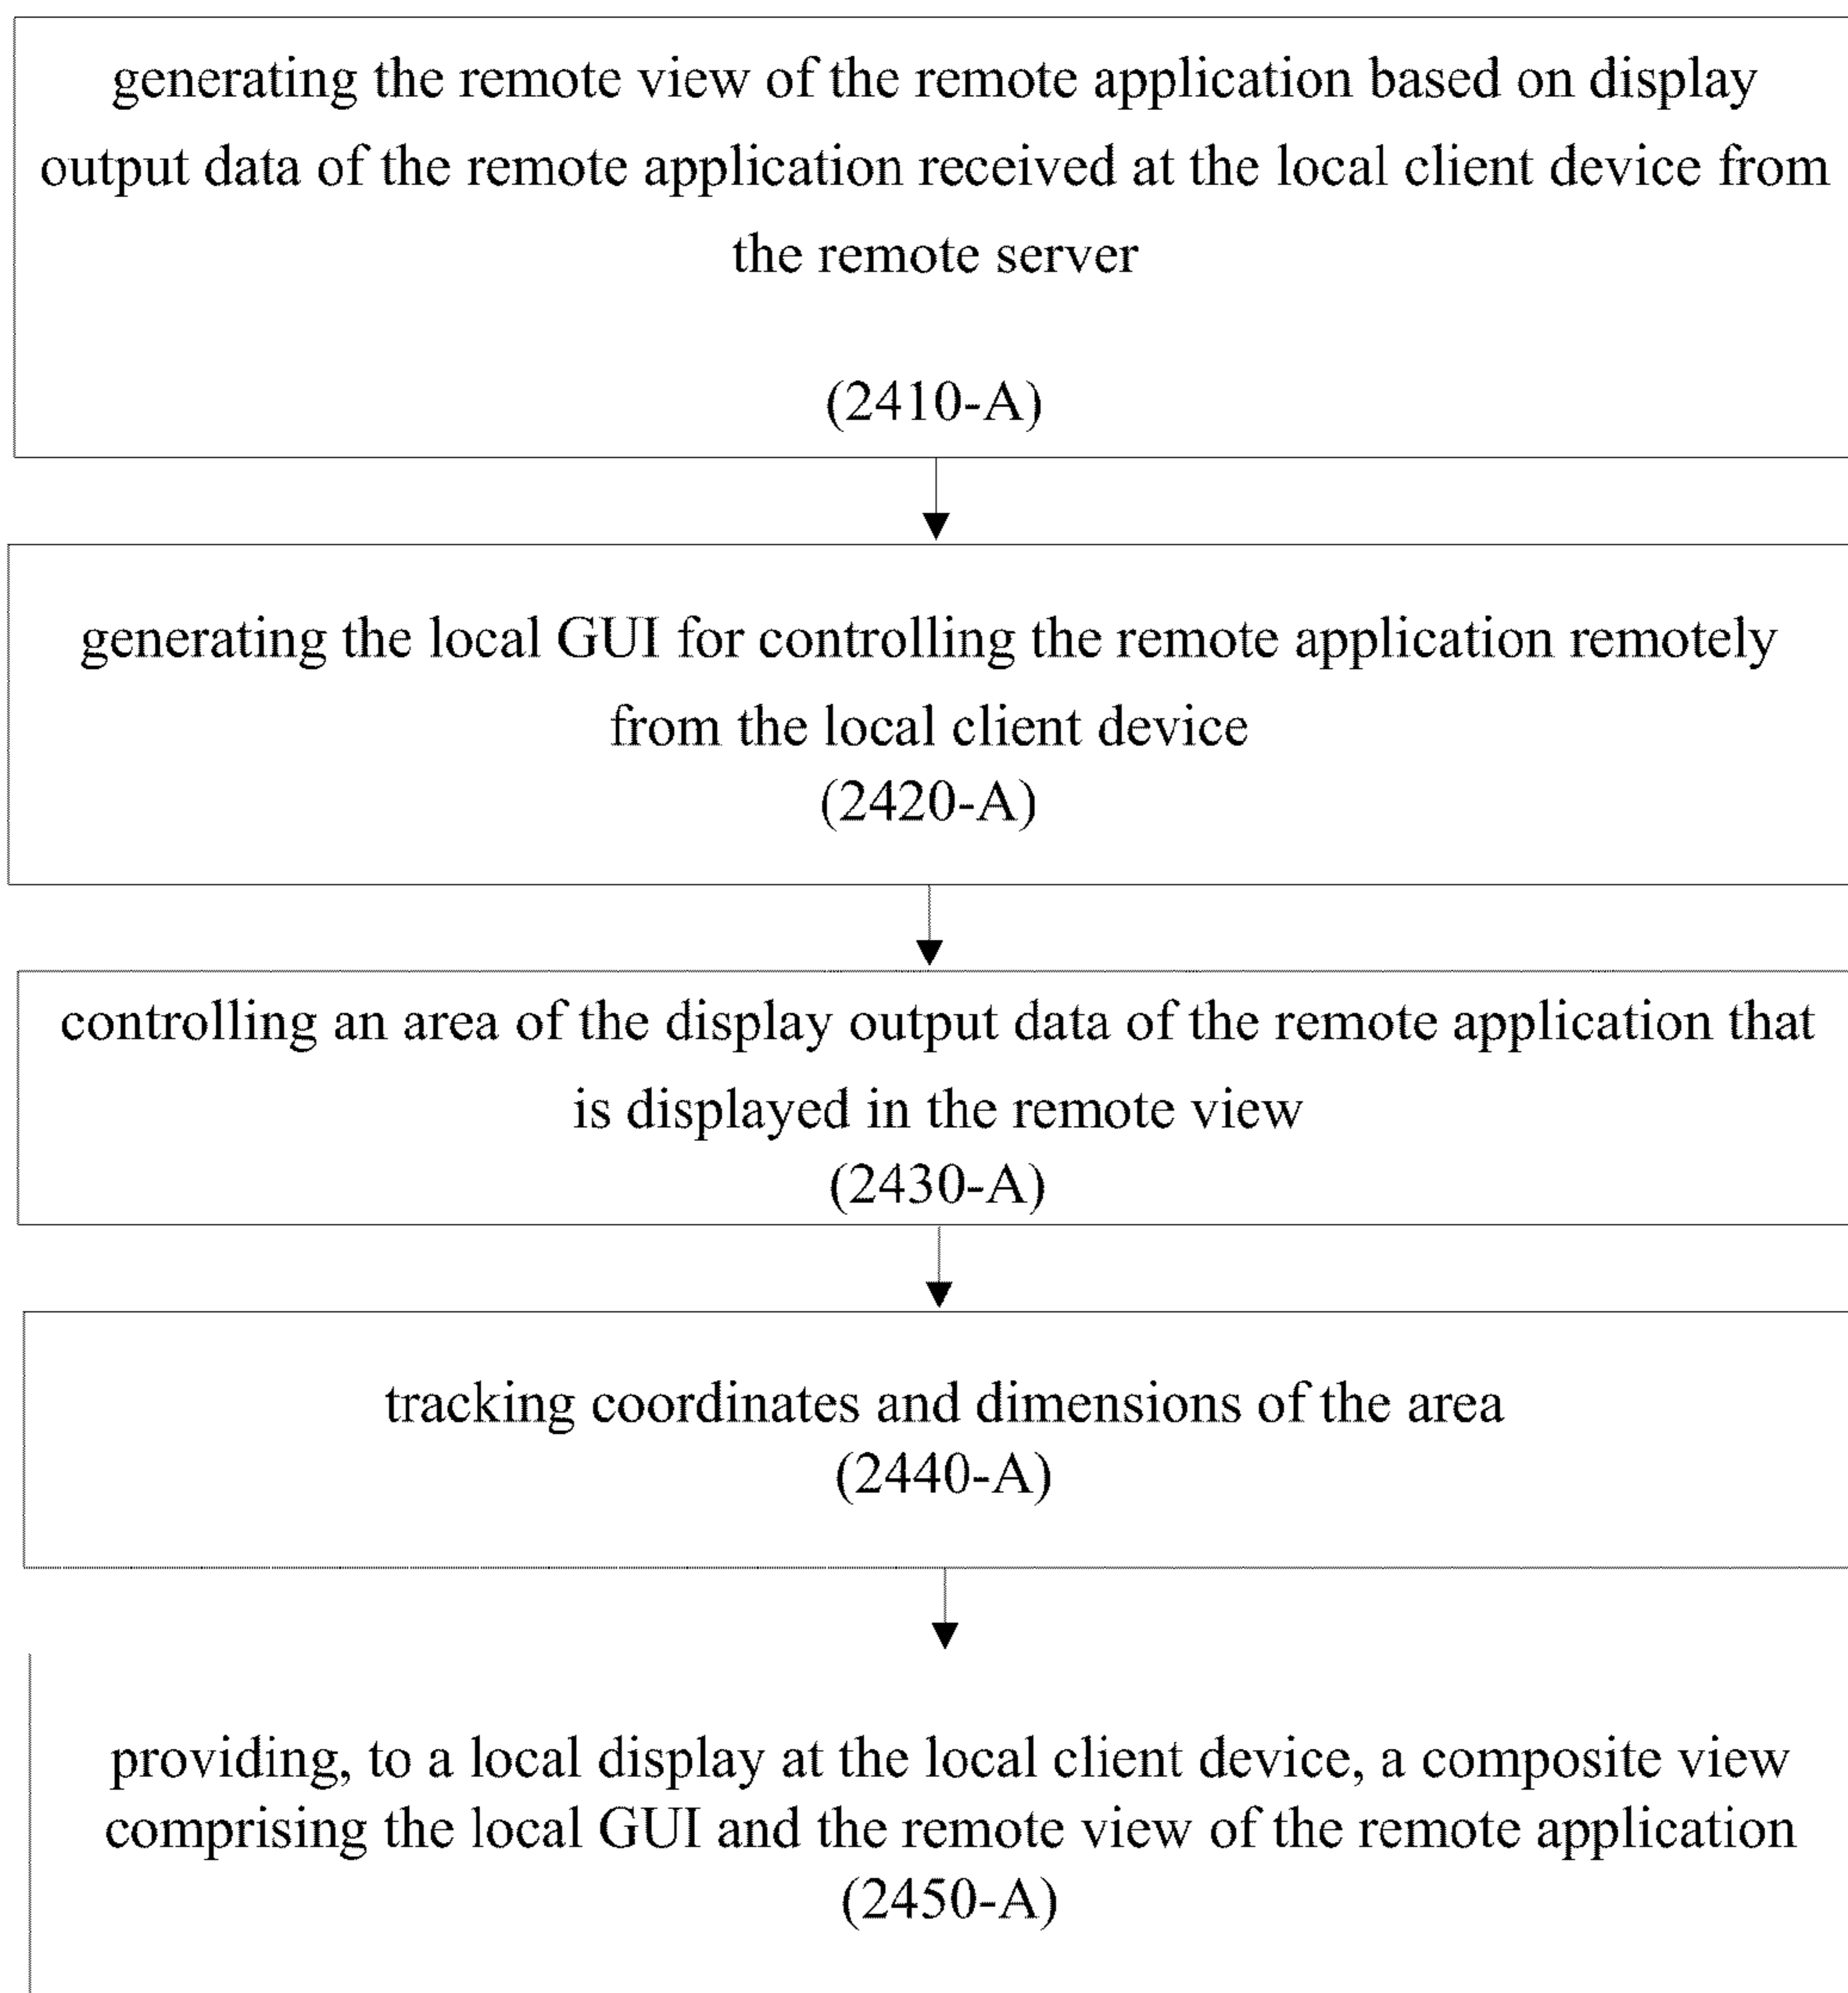 generating the remote view of the remote application based on display
output data of the remote application received at the local client device from
the remote server
(2410-A)
generating the local GUI for controlling the remote application remotely
from the local client device
(2420-A)
controlling an area of the display output data of the remote application that
is displayed in the remote view
(2430-A)
tracking coordinates and dimensions of the area
(2440-A)
providing, to a local display at the local client device, a composite view
comprising the local GUI and the remote view of the remote application
(2450-A)